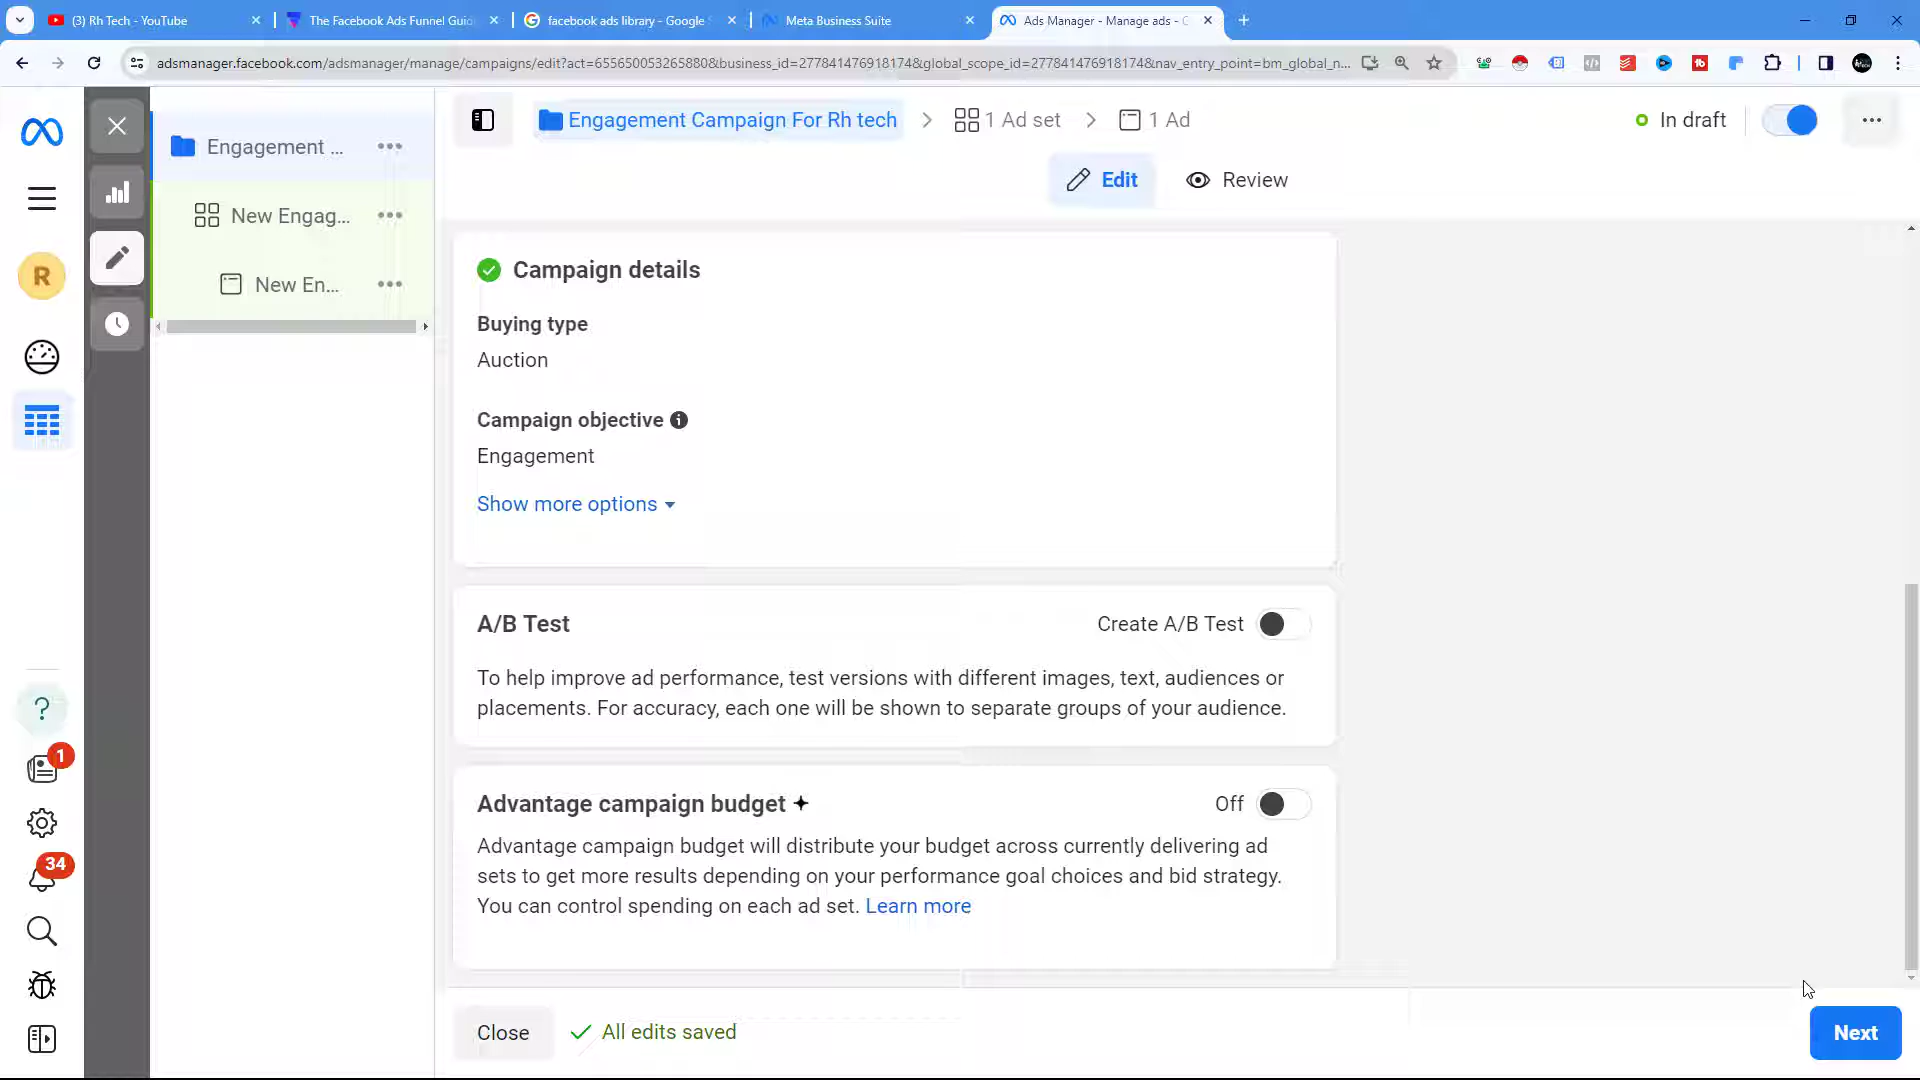 (3) Rh Tech - YouTube
The Facebook Ads Funnel Guid
facebook ads library - Google S
Meta Business Suite
Ads Manager - Manage ads - C
adsmanager.facebook.com/adsmanager/manage/campaigns/edit?act=6556500532658808&business_id=277841476918174&global_scope_id=277841476918174&nav_entry_point=bm_global_n...
Engagement Campaign For Rh tech
1 Ad set
1 Ad
In draft
Edit
Review
Engagement ...
New Engag...
New En...
R
1
34
Campaign details
Buying type
Auction
Campaign objective
Engagement
Show more options
A/B Test
Create A/B Test
To help improve ad performance, test versions with different images, text, audiences or
placements. For accuracy, each one will be shown to separate groups of your audience.
Advantage campaign budget
Off
Advantage campaign budget will distribute your budget across currently delivering ad
sets to get more results depending on your performance goal choices and bid strategy.
You can control spending on each ad set. Learn more
Close
All edits saved
Next